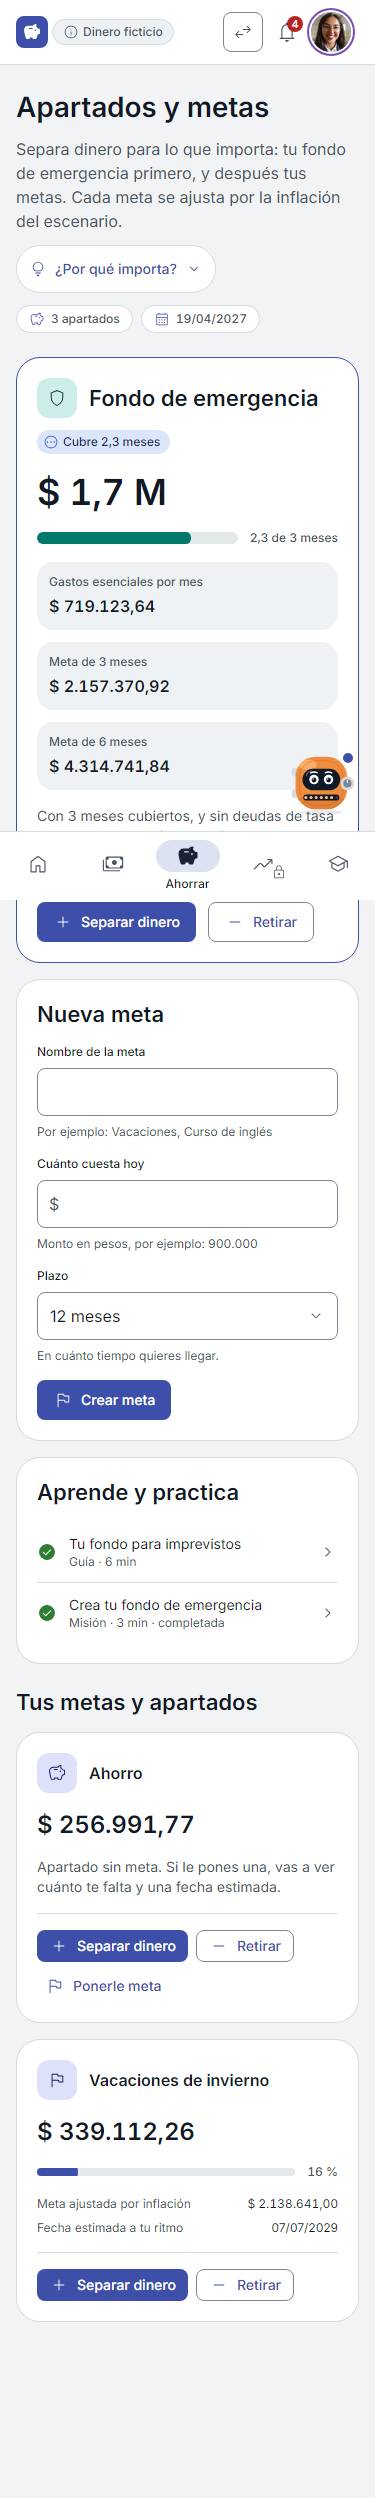 Dinero ficticio
4
Apartados y metas
Separa dinero para lo que importa: tu fondo
de emergencia primero, y después tus
metas. Cada meta se ajusta por la inflación
del escenario.
¿Por qué importa?
3 apartados
19/04/2027
Fondo de emergencia
Cubre 2,3 meses
$ 1,7 M
2,3 de 3 meses
Gastos esenciales por mes
$ 719.123,64
Meta de 3 meses
$ 2.157.370,92
Meta de 6 meses
$ 4.314.741,84
Con 3 meses cubiertos, y sin deudas de tasa
Ahorrar
Separar dinero
Retirar
Nueva meta
Nombre de la meta
Por ejemplo: Vacaciones, Curso de inglés
Cuánto cuesta hoy
$
Monto en pesos, por ejemplo: 900.000
Plazo
12 meses
En cuánto tiempo quieres llegar.
Crear meta
Aprende y practica
Tu fondo para imprevistos
Guía · 6 min
Crea tu fondo de emergencia
Misión · 3 min · completada
Tus metas y apartados
Ahorro
$ 256.991,77
Apartado sin meta. Si le pones una, vas a ver
cuánto te falta y una fecha estimada.
Separar dinero
Retirar
Ponerle meta
Vacaciones de invierno
$ 339.112,26
16 %
Meta ajustada por inflación
$ 2.138.641,00
Fecha estimada a tu ritmo
07/07/2029
Separar dinero
Retirar